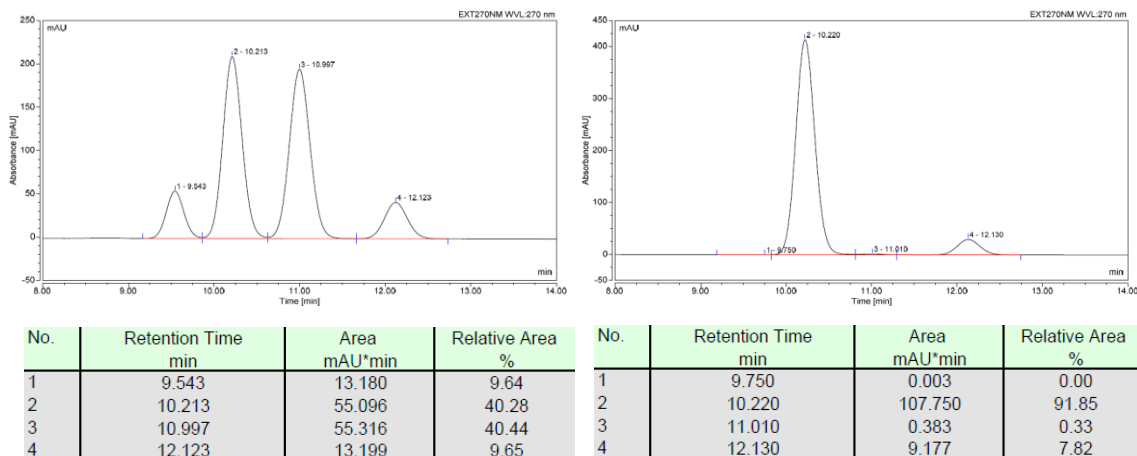 EXT270NM WVL:270 nm
mAU
250
200
150
100
50
0
-50
Absorbance [mAU]
1 - 9.543
2 - 10.213
3 - 10.997
4 - 12.123
min
8.00 9.00 10.00 11.00 12.00 13.00 14.00
Time [min]
EXT270NM WVL:270 nm
mAU
450
400
300
200
100
0
-50
Absorbance [mAU]
1 - 9.750
2 - 10.220
3 - 11.010
4 - 12.130
min
8.00 9.00 10.00 11.00 12.00 13.00 14.00
Time [min]
No. Retention Time Area Relative Area
min mAU*min %
1 9.543 13.180 9.64
2 10.213 55.096 40.28
3 10.997 55.316 40.44
4 12.123 13.199 9.65
No. Retention Time Area Relative Area
min mAU*min %
1 9.750 0.003 0.00
2 10.220 107.750 91.85
3 11.010 0.383 0.33
4 12.130 9.177 7.82